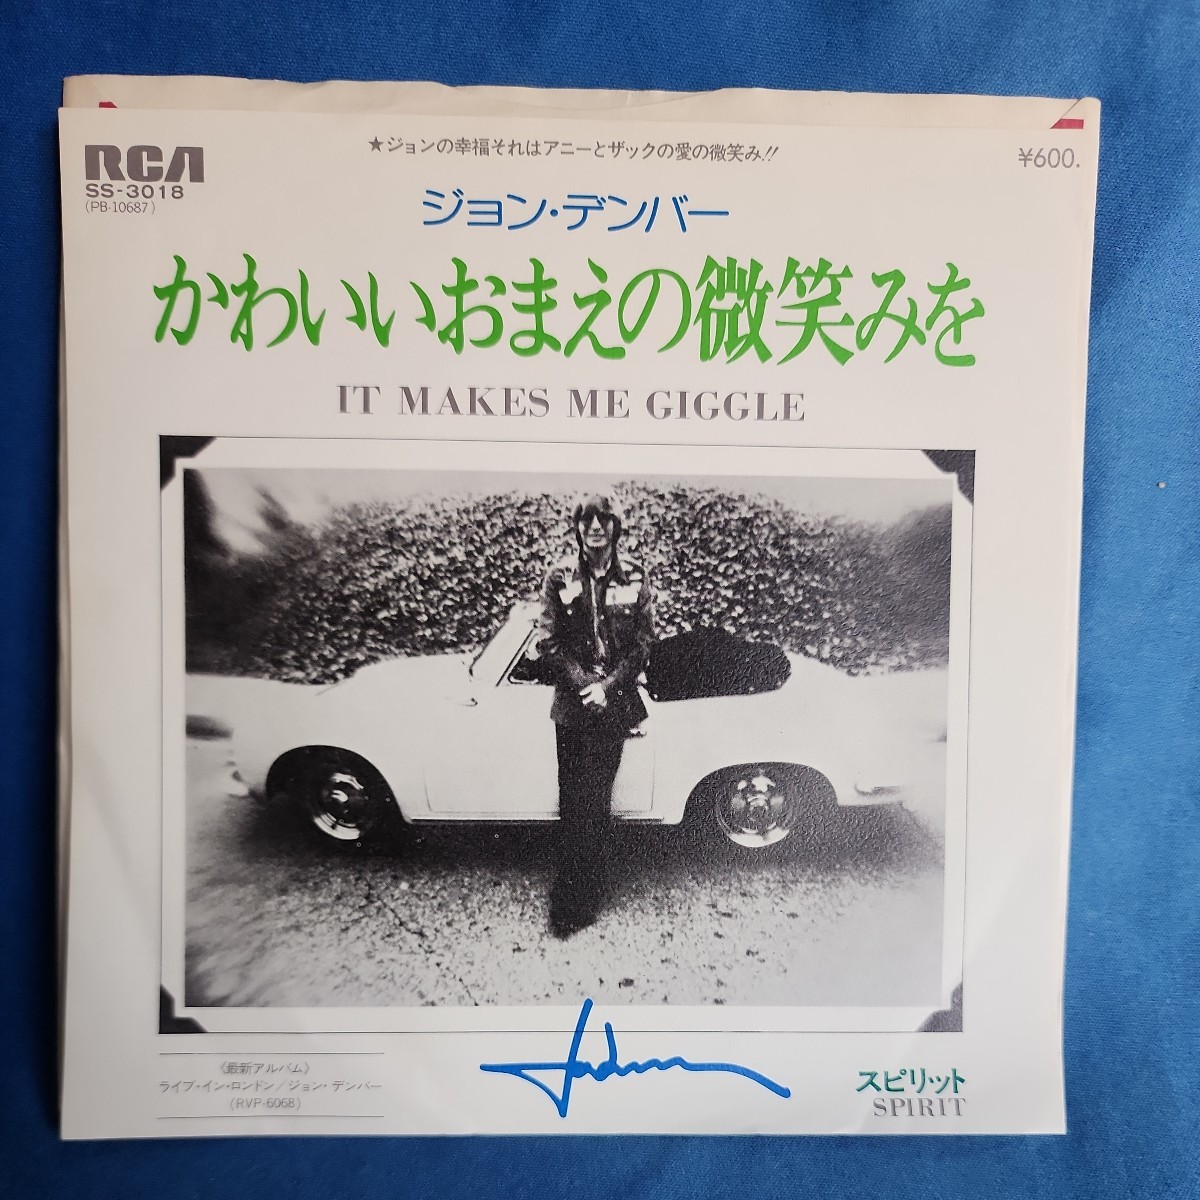 RCA
SS-3018
(PB-10687)
★ジョンの幸福それはアニーとザックの愛の微笑み!!
¥600.
ジョン・デンバー
かわいいおまえの微笑みを
IT MAKES ME GIGGLE
《最新アルバム》
ライブ・イン・ロンドン/ジョン・デンバー
(RVP-6068)
スピリット
SPIRIT